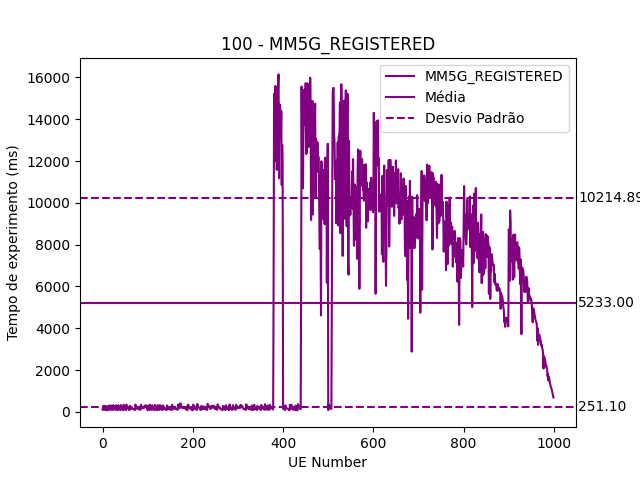 100 - MM5G_REGISTERED
MM5G_REGISTERED
Média
Desvio Padrão
16000
14000
12000
10000
8000
6000
4000
2000
0
10214.89
5233.00
251.10
Tempo de experimento (ms)
0 200 400 600 800 1000
UE Number